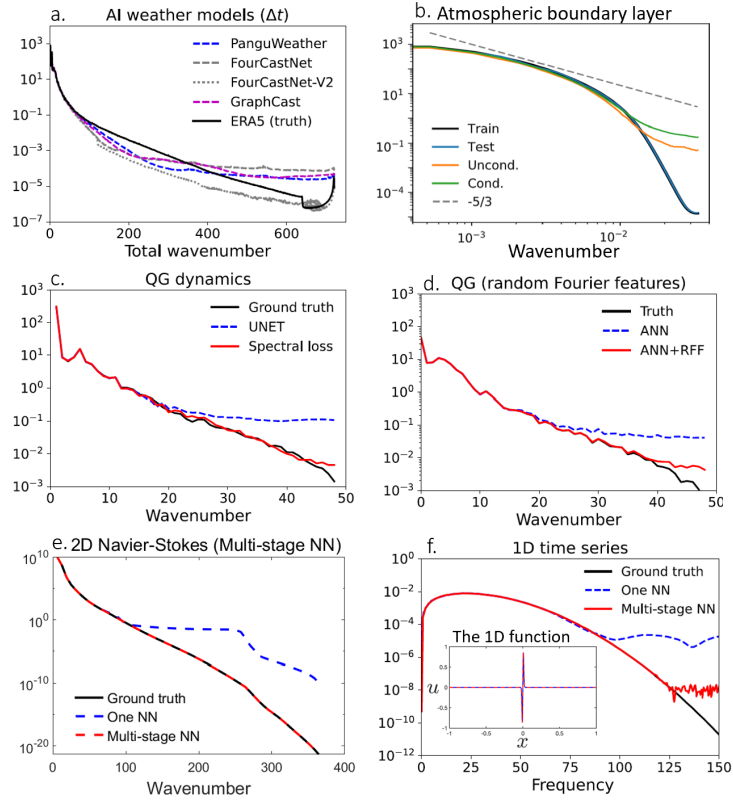 a. AI weather models (Δt)
10³
10¹
10⁻¹
10⁻³
10⁻⁵
10⁻⁷
PanguWeather
FourCastNet
FourCastNet-V2
GraphCast
ERA5 (truth)
0 200 400 600
Total wavenumber
b. Atmospheric boundary layer
10³
10²
10⁻¹
10⁻⁴
Train
Test
Uncond.
Cond.
-5/3
10⁻³ 10⁻²
Wavenumber
c. QG dynamics
10³
10²
10¹
10⁰
10⁻¹
10⁻²
10⁻³
Ground truth
UNET
Spectral loss
0 10 20 30 40 50
Wavenumber
d. QG (random Fourier features)
10³
10²
10¹
10⁰
10⁻¹
10⁻²
10⁻³
Truth
ANN
ANN+RFF
0 10 20 30 40 50
Wavenumber
e. 2D Navier-Stokes (Multi-stage NN)
10¹⁰
10⁰
10⁻¹⁰
10⁻²⁰
Ground truth
One NN
Multi-stage NN
0 100 200 300 400
Wavenumber
f. 1D time series
10⁰
10⁻²
10⁻⁴
10⁻⁶
10⁻⁸
10⁻¹⁰
10⁻¹²
Ground truth
One NN
Multi-stage NN
The 1D function
1
0.5
0
-0.5
-1
u
-1 0 1
x
0 25 50 75 100 125 150
Frequency